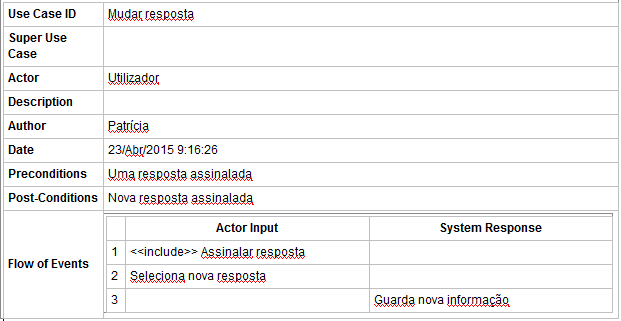 Use Case ID Mudar resposta
Super Use
Case
Actor Utilizador
Description
Author Patrícia
Date 23/Abr/2015 9:16:26
Preconditions Uma resposta assinalada
Post-Conditions Nova resposta assinalada
Flow of Events
Actor Input System Response
1 <<include>> Assinalar resposta
2 Seleciona nova resposta
3 Guarda nova informação